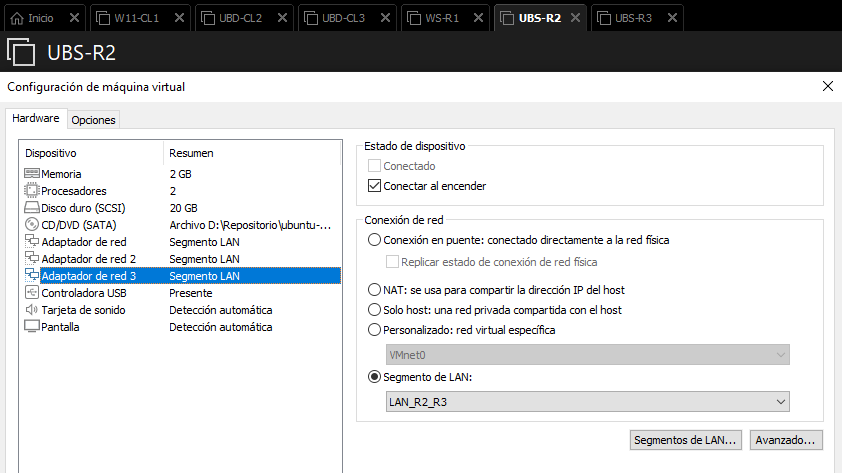 Inicio W11-CL1 UBD-CL2 UBD-CL3 WS-R1 UBS-R2 UBS-R3
UBS-R2
Configuración de máquina virtual
Hardware Opciones
Dispositivo Resumen
Memoria 2 GB
Procesadores 2
Disco duro (SCSI) 20 GB
CD/DVD (SATA) Archivo D:\Repositorio\ubuntu-...
Adaptador de red Segmento LAN
Adaptador de red 2 Segmento LAN
Adaptador de red 3 Segmento LAN
Controladora USB Presente
Tarjeta de sonido Detección automática
Pantalla Detección automática
Estado de dispositivo
Conectado
Conectar al encender
Conexión de red
Conexión en puente: conectado directamente a la red física
Replicar estado de conexión de red física
NAT: se usa para compartir la dirección IP del host
Solo host: una red privada compartida con el host
Personalizado: red virtual específica
VMnet0
Segmento de LAN:
LAN_R2_R3
Segmentos de LAN... Avanzado...